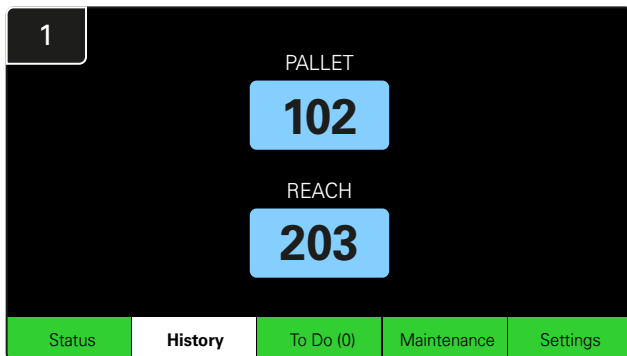 1
PALLET
102
REACH
203
Status History To Do (0) Maintenance Settings